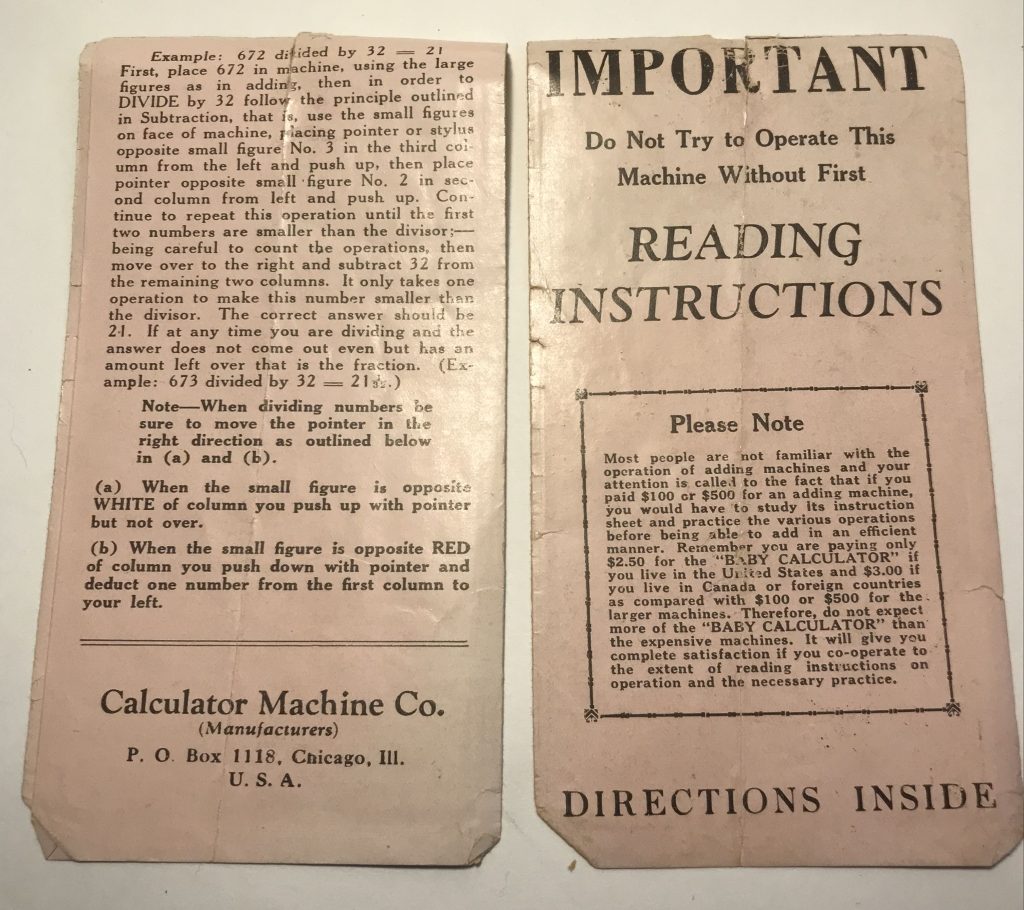 Example: 672 divided by 32 = 21
First, place 672 in machine, using the large
figures as in adding, then in order to
DIVIDE by 32 follow the principle outlined
in Subtraction, that is, use the small figures
on face of machine, placing pointer or stylus
opposite small figure No. 3 in the third col-
umn from the left and push up, then place
pointer opposite small figure No. 2 in sec-
ond column from left and push up. Con-
tinue to repeat this operation until the first
two numbers are smaller than the divisor;—
being careful to count the operations, then
move over to the right and subtract 32 from
the remaining two columns. It only takes one
operation to make this number smaller than
the divisor. The correct answer should be
21. If at any time you are dividing and the
answer does not come out even but has an
amount left over that is the fraction. (Ex-
ample: 673 divided by 32 = 21 .)
Note—When dividing numbers be
sure to move the pointer in the
right direction as outlined below
in (a) and (b).
(a) When the small figure is opposite
WHITE of column you push up with pointer
but not over.
(b) When the small figure is opposite RED
of column you push down with pointer and
deduct one number from the first column to
your left.
Calculator Machine Co.
(Manufacturers)
P. O. Box 1118, Chicago, Ill.
U. S. A.
IMPORTANT
Do Not Try to Operate This
Machine Without First
READING
INSTRUCTIONS
Please Note
Most people are not familiar with the
operation of adding machines and your
attention is called to the fact that if you
paid $100 or $500 for an adding machine,
you would have to study its instruction
sheet and practice the various operations
before being able to add in an efficient
manner. Remember you are paying only
$2.50 for the "BABY CALCULATOR" if
you live in the United States and $3.00 if
you live in Canada or foreign countries
as compared with $100 or $500 for the
larger machines. Therefore, do not expect
more of the "BABY CALCULATOR" than
the expensive machines. It will give you
complete satisfaction if you co-operate to
the extent of reading instructions on
operation and the necessary practice.
DIRECTIONS INSIDE